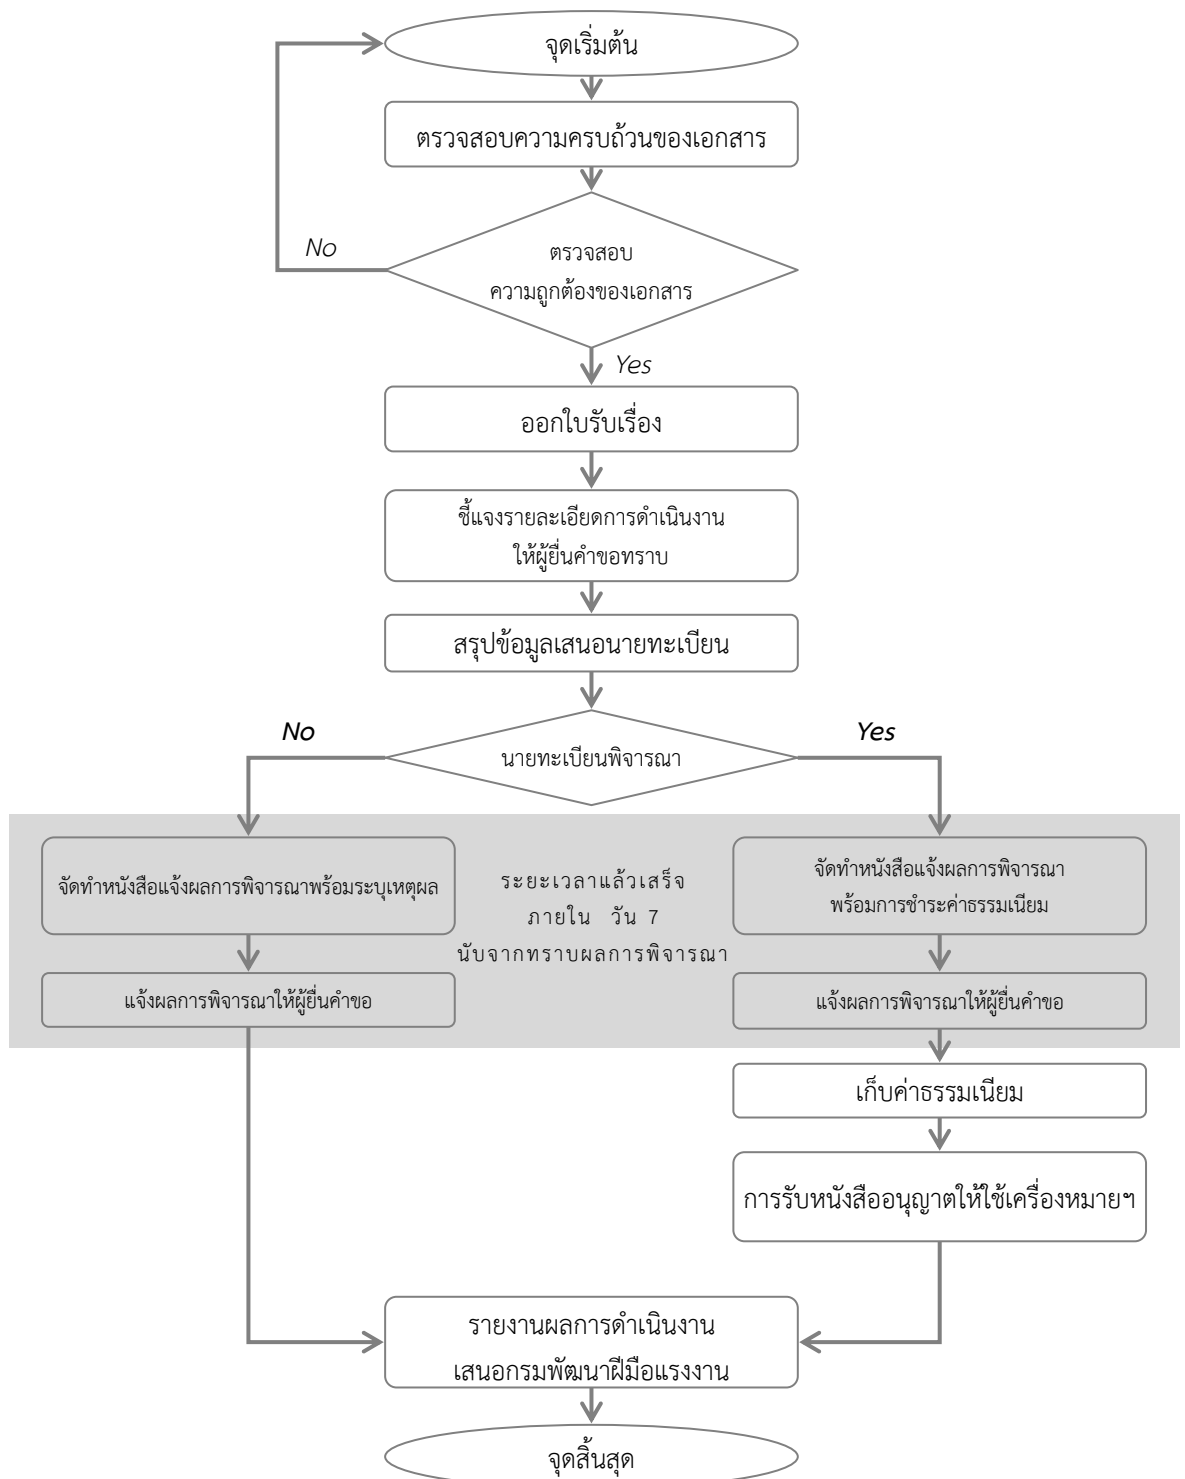 จุดเริ่มต้น
ตรวจสอบความครบถ้วนของเอกสาร
No
ตรวจสอบ
ความถูกต้องของเอกสาร
Yes
ออกใบรับเรื่อง
ชี้แจงรายละเอียดการดำเนินงาน
ให้ผู้ยื่นคำขอทราบ
สรุปข้อมูลเสนอนายทะเบียน
No
Yes
นายทะเบียนพิจารณา
จัดทำหนังสือแจ้งผลการพิจารณาพร้อมระบุเหตุผล
ระยะเวลาแล้วเสร็จ
ภายใน วัน 7
นับจากทราบผลการพิจารณา
จัดทำหนังสือแจ้งผลการพิจารณา
พร้อมการชำระค่าธรรมเนียม
แจ้งผลการพิจารณาให้ผู้ยื่นคำขอ
แจ้งผลการพิจารณาให้ผู้ยื่นคำขอ
เก็บค่าธรรมเนียม
การรับหนังสืออนุญาตให้ใช้เครื่องหมายฯ
รายงานผลการดำเนินงาน
เสนอกรมพัฒนาฝีมือแรงงาน
จุดสิ้นสุด